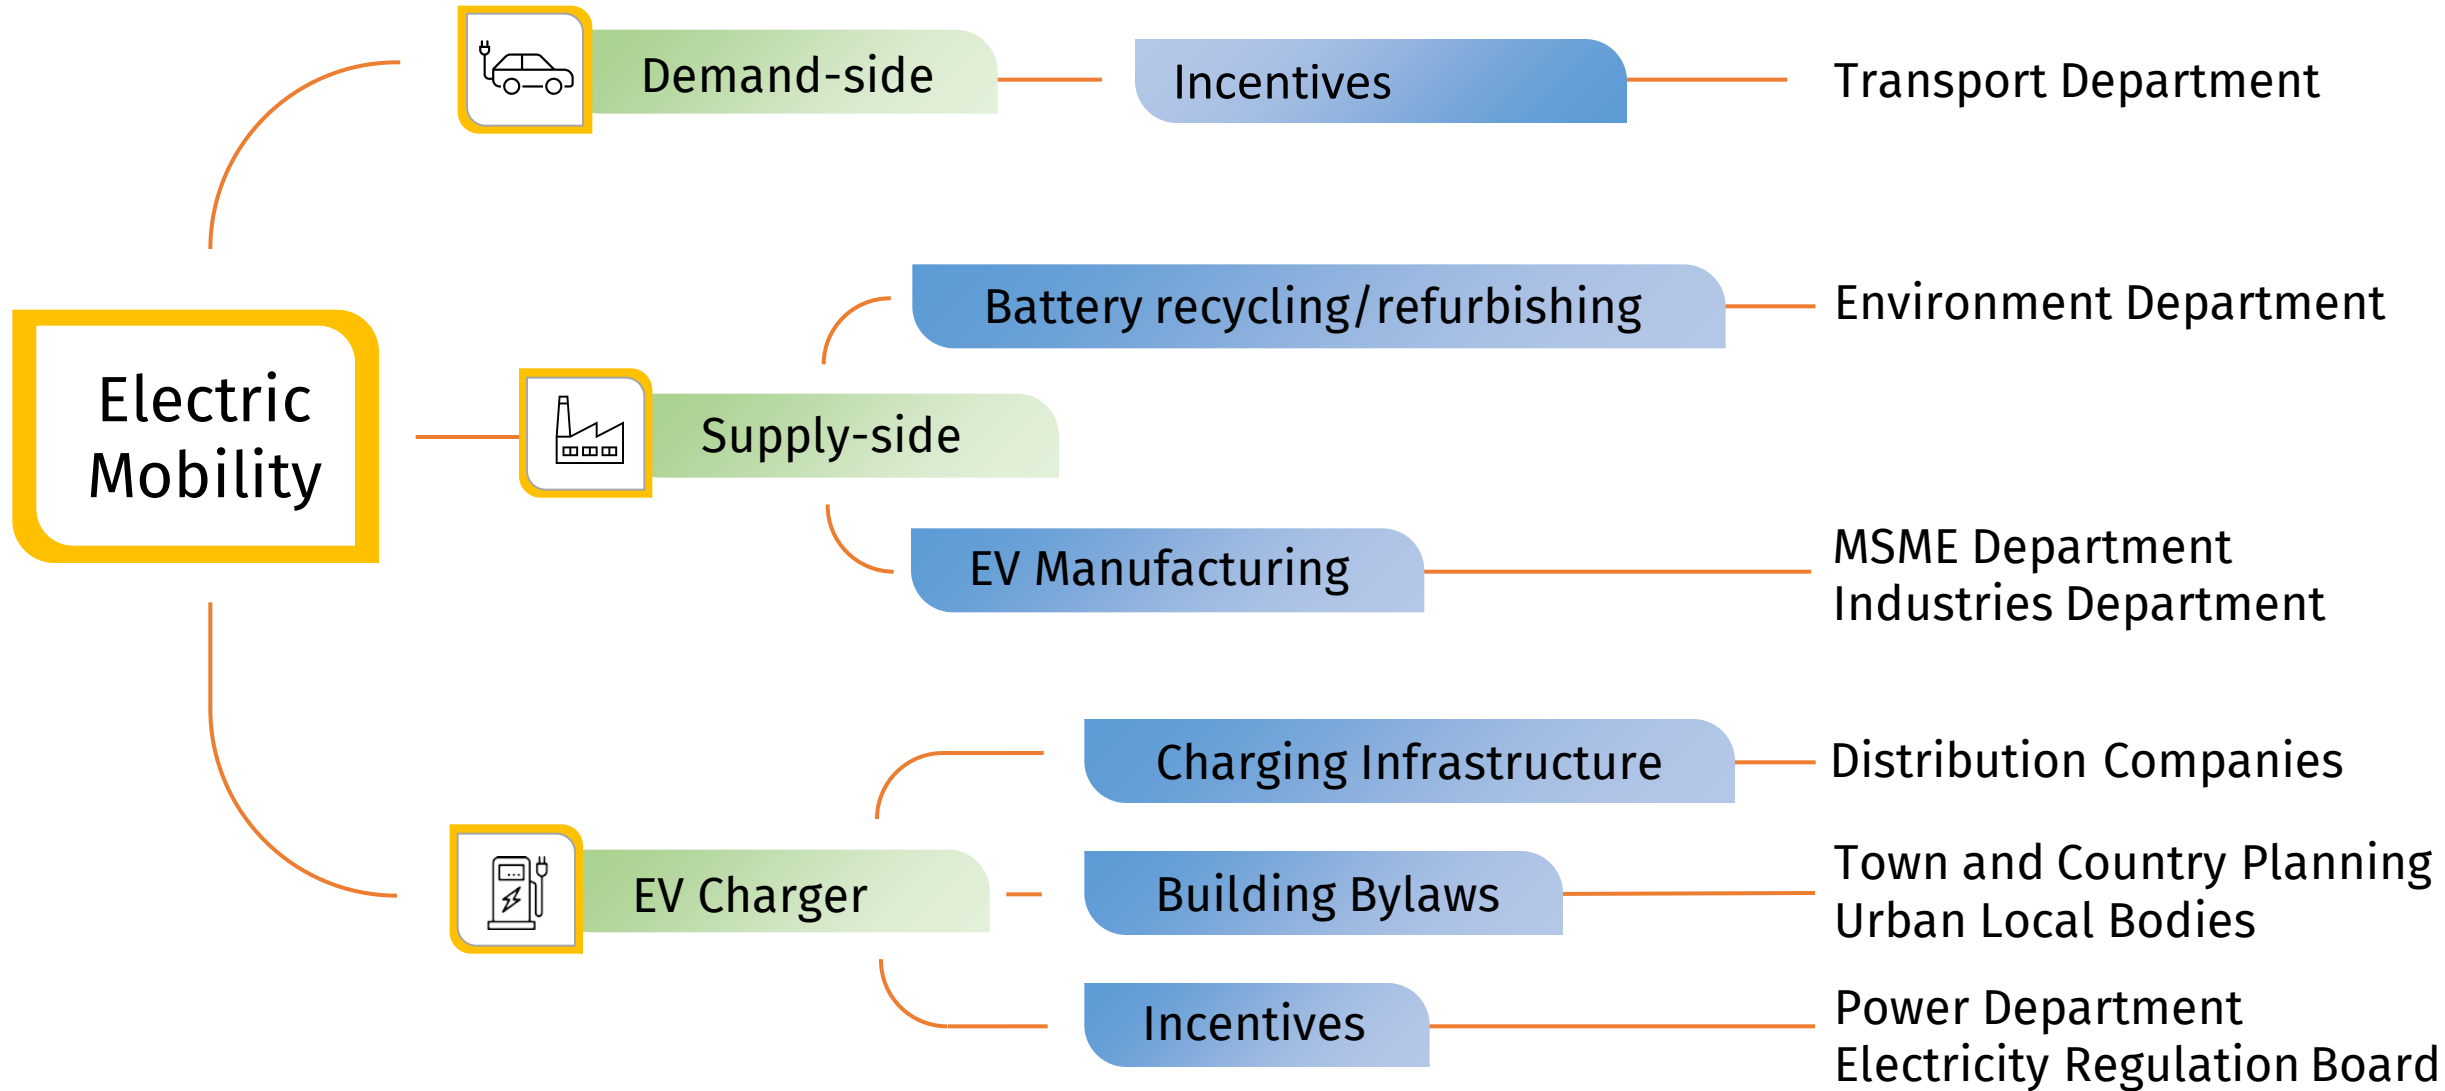 Demand-side
Incentives
Transport Department
Battery recycling/refurbishing
Environment Department
Electric
Mobility
Supply-side
EV Manufacturing
MSME Department
Industries Department
Charging Infrastructure
Distribution Companies
EV Charger
Building Bylaws
Town and Country Planning
Urban Local Bodies
Incentives
Power Department
Electricity Regulation Board